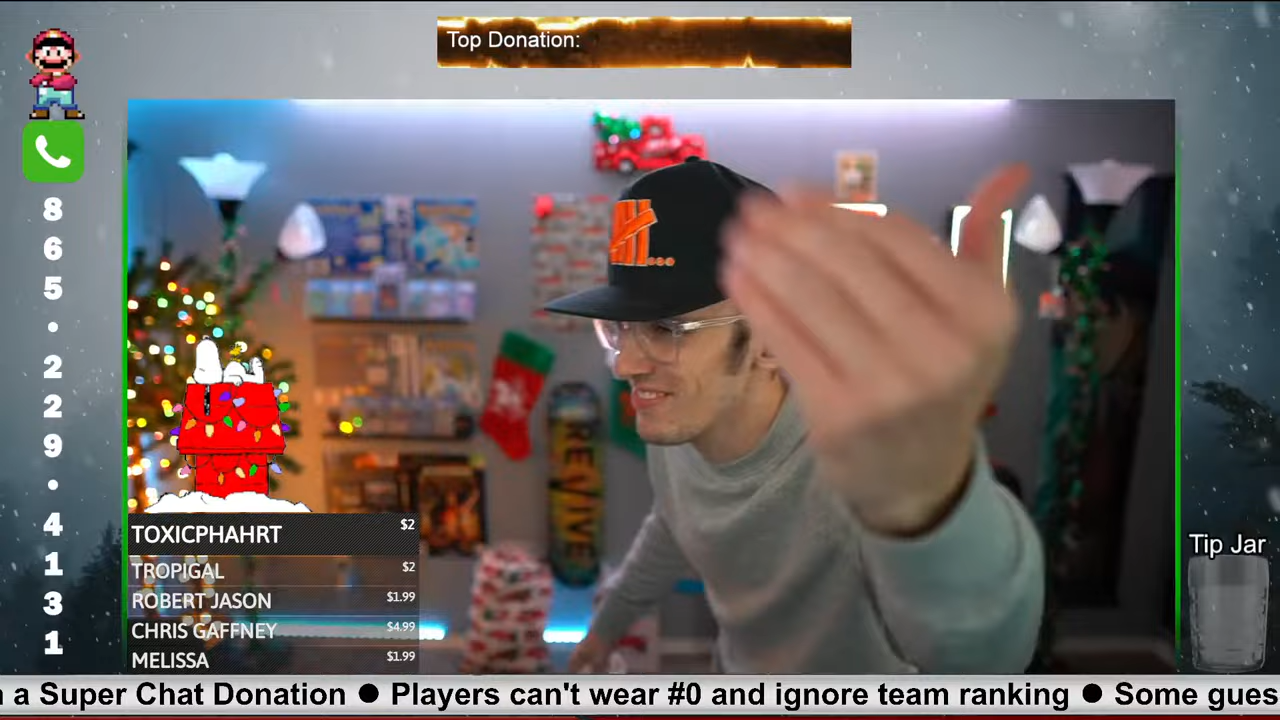 Top Donation:
8
6
5
•
2
2
9
•
4
1
3
1
REVIVE
TOXICPHAHRT $2
TROPIGAL $2
ROBERT JASON $1.99
CHRIS GAFFNEY $4.99
MELISSA $1.99
Tip Jar
a Super Chat Donation ● Players can't wear #0 and ignore team ranking ● Some